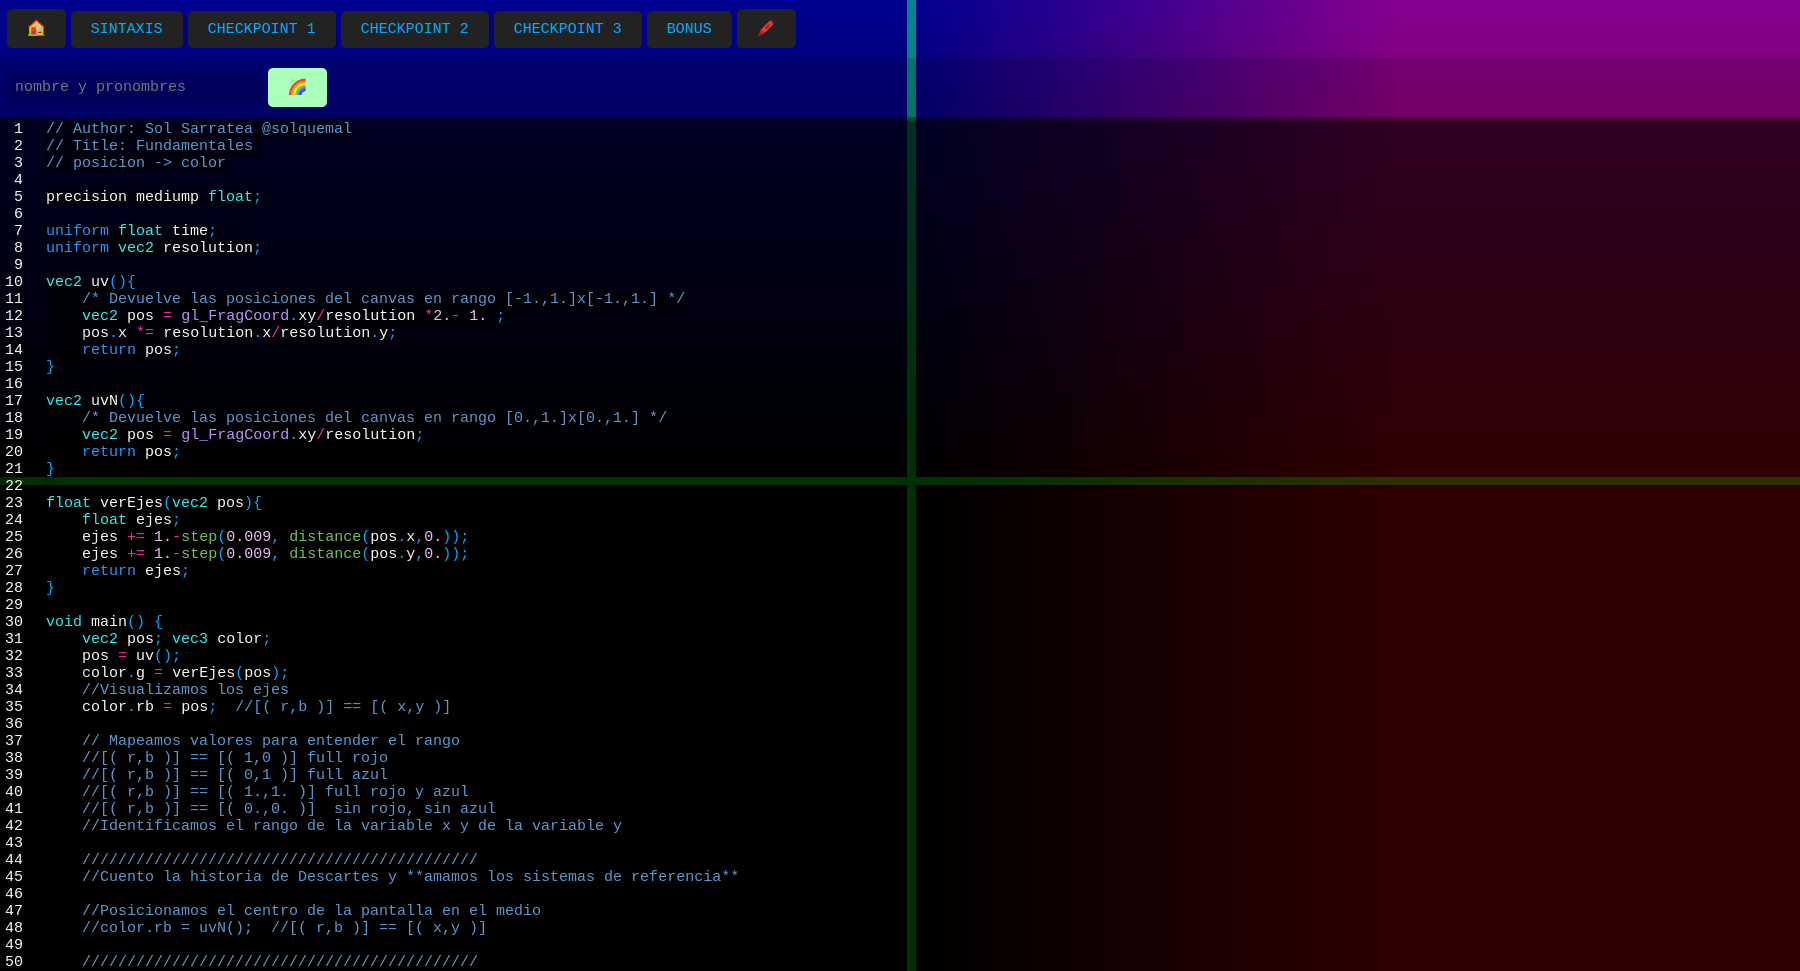 SINTAXIS CHECKPOINT 1 CHECKPOINT 2 CHECKPOINT 3 BONUS
nombre y pronombres
1 // Author: Sol Sarratea @solquemal
2 // Title: Fundamentales
3 // posicion -> color
4
5 precision mediump float;
6
7 uniform float time;
8 uniform vec2 resolution;
9
10 vec2 uv(){
11     /* Devuelve las posiciones del canvas en rango [-1.,1.]x[-1.,1.] */
12     vec2 pos = gl_FragCoord.xy/resolution *2.- 1. ;
13     pos.x *= resolution.x/resolution.y;
14     return pos;
15 }
16
17 vec2 uvN(){
18     /* Devuelve las posiciones del canvas en rango [0.,1.]x[0.,1.] */
19     vec2 pos = gl_FragCoord.xy/resolution;
20     return pos;
21 }
22
23 float verEjes(vec2 pos){
24     float ejes;
25     ejes += 1.-step(0.009, distance(pos.x,0.));
26     ejes += 1.-step(0.009, distance(pos.y,0.));
27     return ejes;
28 }
29
30 void main() {
31     vec2 pos; vec3 color;
32     pos = uv();
33     color.g = verEjes(pos);
34     //Visualizamos los ejes
35     color.rb = pos;  //[( r,b )] == [( x,y )]
36
37     // Mapeamos valores para entender el rango
38     //[( r,b )] == [( 1,0 )] full rojo
39     //[( r,b )] == [( 0,1 )] full azul
40     //[( r,b )] == [( 1.,1. )] full rojo y azul
41     //[( r,b )] == [( 0.,0. )]  sin rojo, sin azul
42     //Identificamos el rango de la variable x y de la variable y
43
44     ////////////////////////////////////////////
45     //Cuento la historia de Descartes y **amamos los sistemas de referencia**
46
47     //Posicionamos el centro de la pantalla en el medio
48     //color.rb = uvN();  //[( r,b )] == [( x,y )]
49
50     ////////////////////////////////////////////